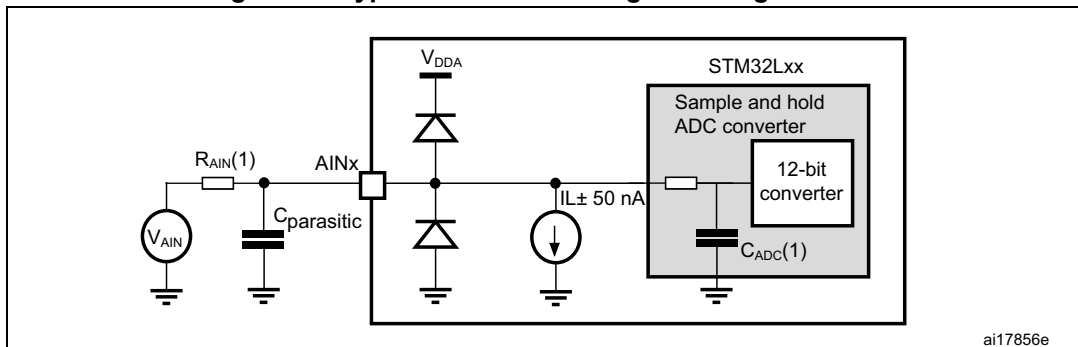 V_DDA
STM32Lxx
Sample and hold
ADC converter
R_AIN(1)
AINx
12-bit
converter
IL± 50 nA
C_parasitic
V_AIN
C_ADC(1)
ai17856e